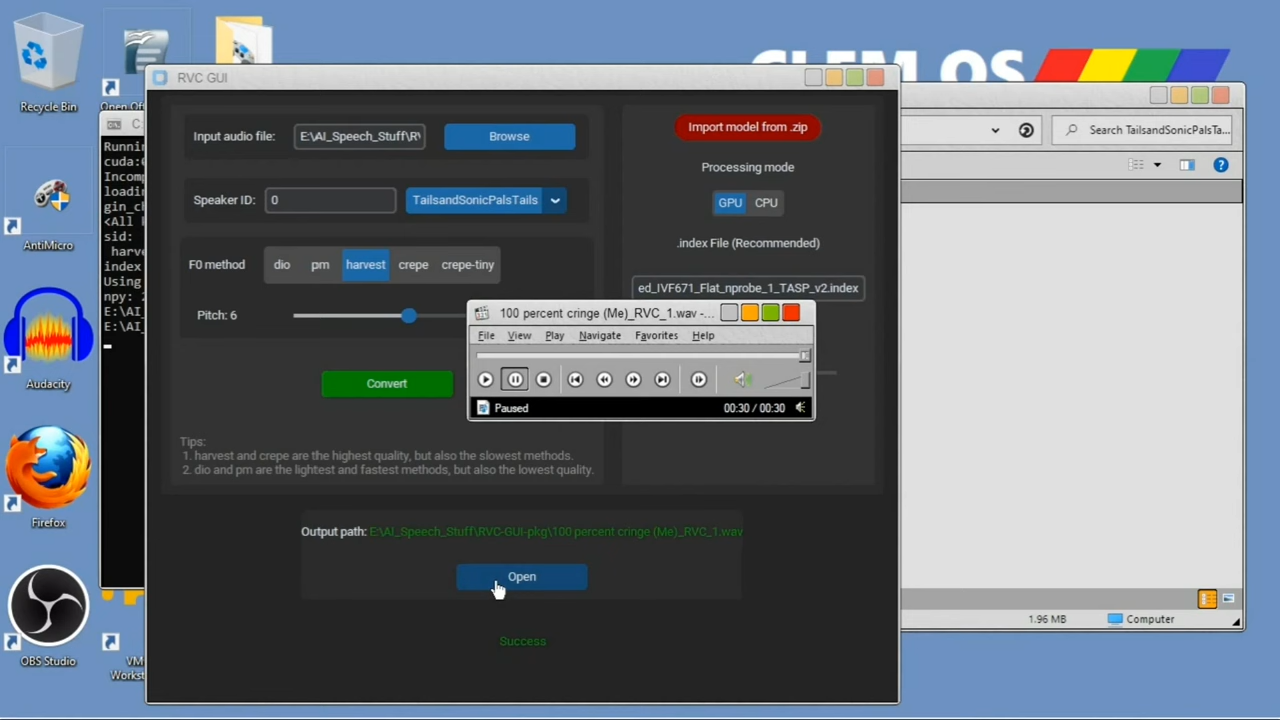 CLEM OS
Recycle Bin
Open Off
RVC GUI
Input audio file:
E:\AI_Speech_Stuff\R\
Browse
Speaker ID:
0
TailsandSonicPalsTails
F0 method
dio
pm
harvest
crepe
crepe-tiny
Pitch: 6
Convert
Tips:
1. harvest and crepe are the highest quality, but also the slowest methods.
2. dio and pm are the lightest and fastest methods, but also the lowest quality.
Import model from .zip
Processing mode
GPU
CPU
.index File (Recommended)
ed_IVF671_Flat_nprobe_1_TASP_v2.index
100 percent cringe (Me)_RVC_1.wav -...
File View Play Navigate Favorites Help
Paused
00:30 / 00:30
Output path: E:\AI_Speech_Stuff\RVC-GUI-pkg\100 percent cringe (Me)_RVC_1.wav
Open
Success
Search TailsandSonicPalsTa...
1.96 MB
Computer
C:
Runnin
cuda:0
Incomp
loadin
gin_ch
<All k
sid:
harve
index
Using
npy: 2
E:\AI_
E:\AI_
AntiMicro
Audacity
Firefox
OBS Studio
VM
Workst